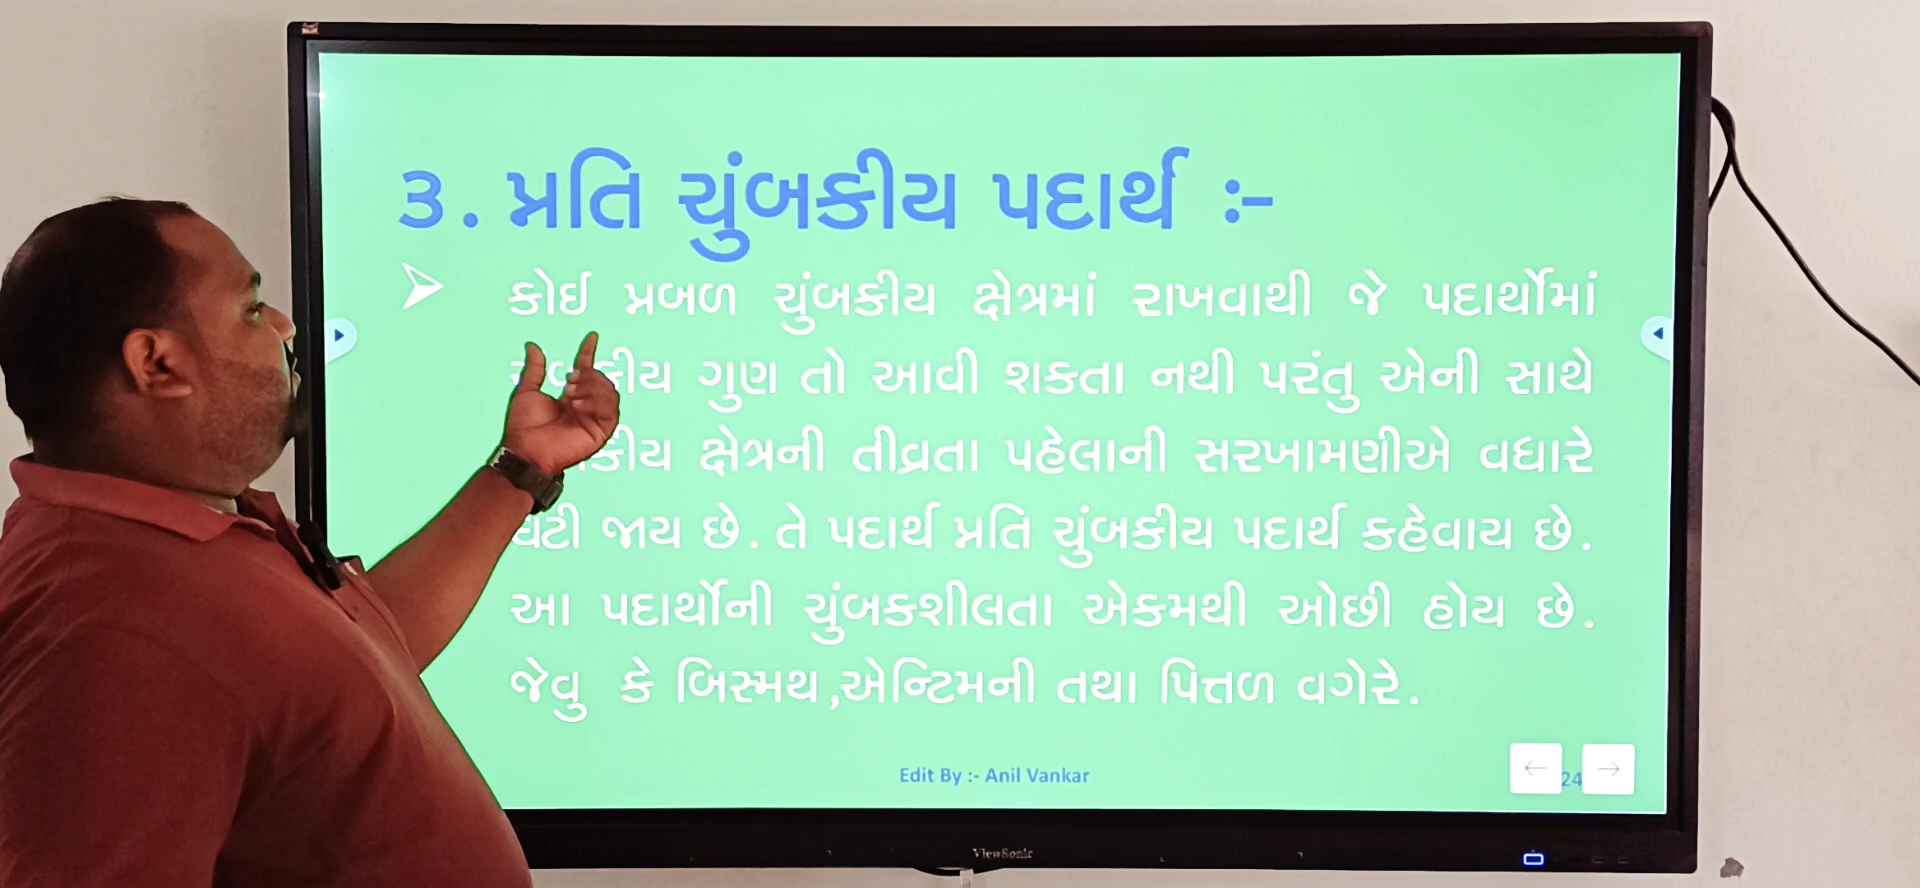 ૩. પ્રતિ ચુંબકીય પદાર્થ :-
કોઈ પ્રબળ ચુંબકીય ક્ષેત્રમાં રાખવાથી જે પદાર્થોમાં
ગુણ તો આવી શકતા નથી પરંતુ એની સાથે
ક્ષેત્રની તીવ્રતા પહેલાની સરખામણીએ વધારે
ઘટી જાય છે. તે પદાર્થ પ્રતિ ચુંબકીય પદાર્થ કહેવાય છે.
આ પદાર્થોની ચુંબકશીલતા એકમથી ઓછી હોય છે.
જેવુ કે બિસ્મથ,એન્ટિમની તથા પિત્તળ વગેરે.
Edit By :- Anil Vankar
24
ViewSonic